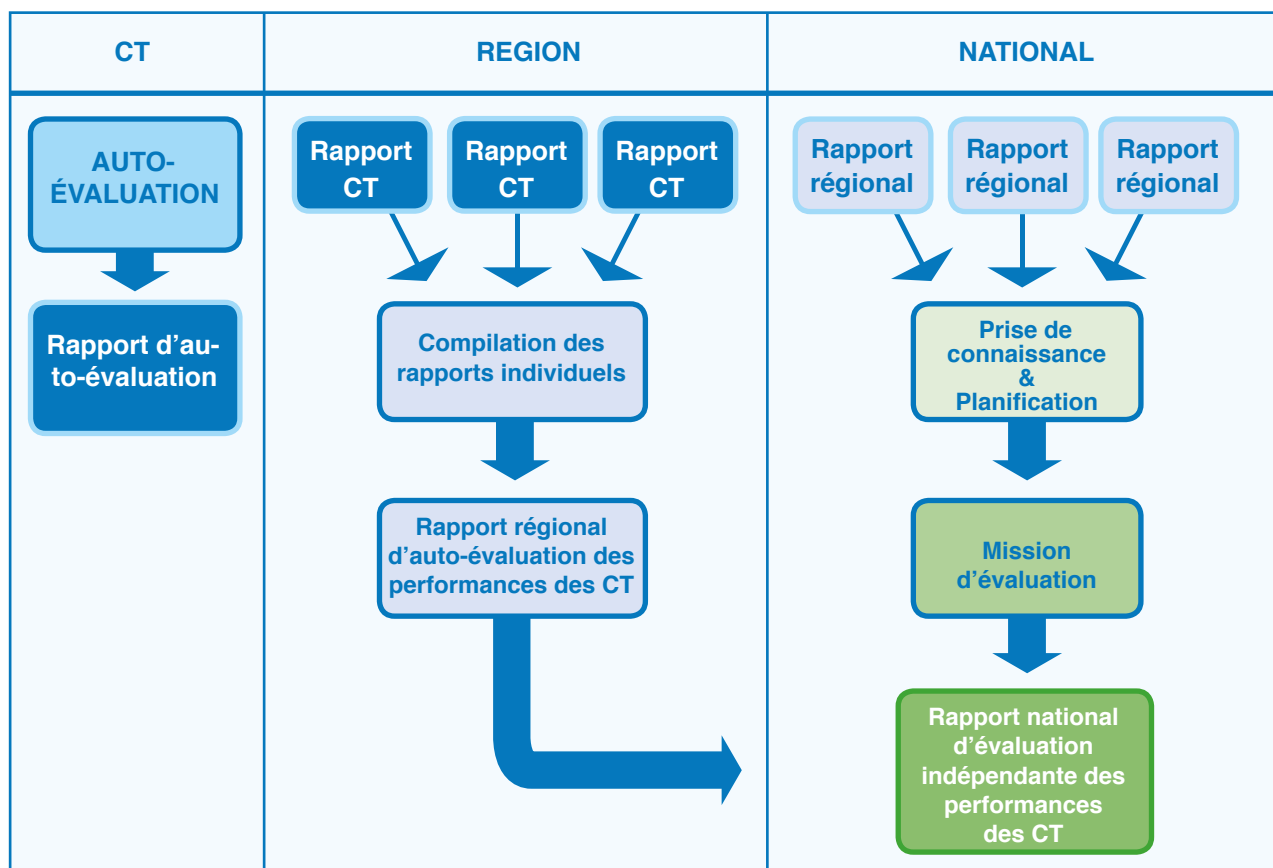 CT
REGION
NATIONAL
AUTO-
ÉVALUATION
Rapport d’au-
to-évaluation
Rapport
CT
Rapport
CT
Rapport
CT
Compilation des
rapports individuels
Rapport régional
d’auto-évaluation des
performances des CT
Rapport
régional
Rapport
régional
Rapport
régional
Prise de
connaissance
&
Planification
Mission
d’évaluation
Rapport national
d’évaluation
indépendante des
performances
des CT